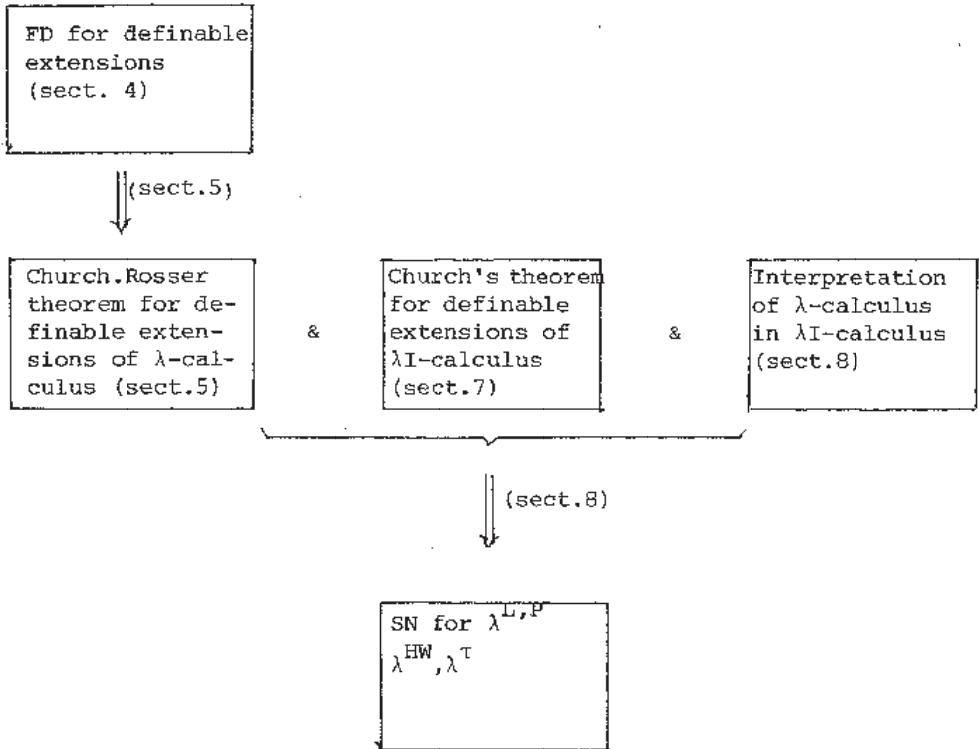 FD for definable
extensions
(sect. 4)
(sect.5)
Church.Rosser
theorem for de-
finable exten-
sions of λ-cal-
culus (sect.5)
&
Church's theorem
for definable
extensions of
λI-calculus
(sect.7)
&
Interpretation
of λ-calculus
in λI-calculus
(sect.8)
(sect.8)
SN for λ^L,P
λ^HW,λ^τ